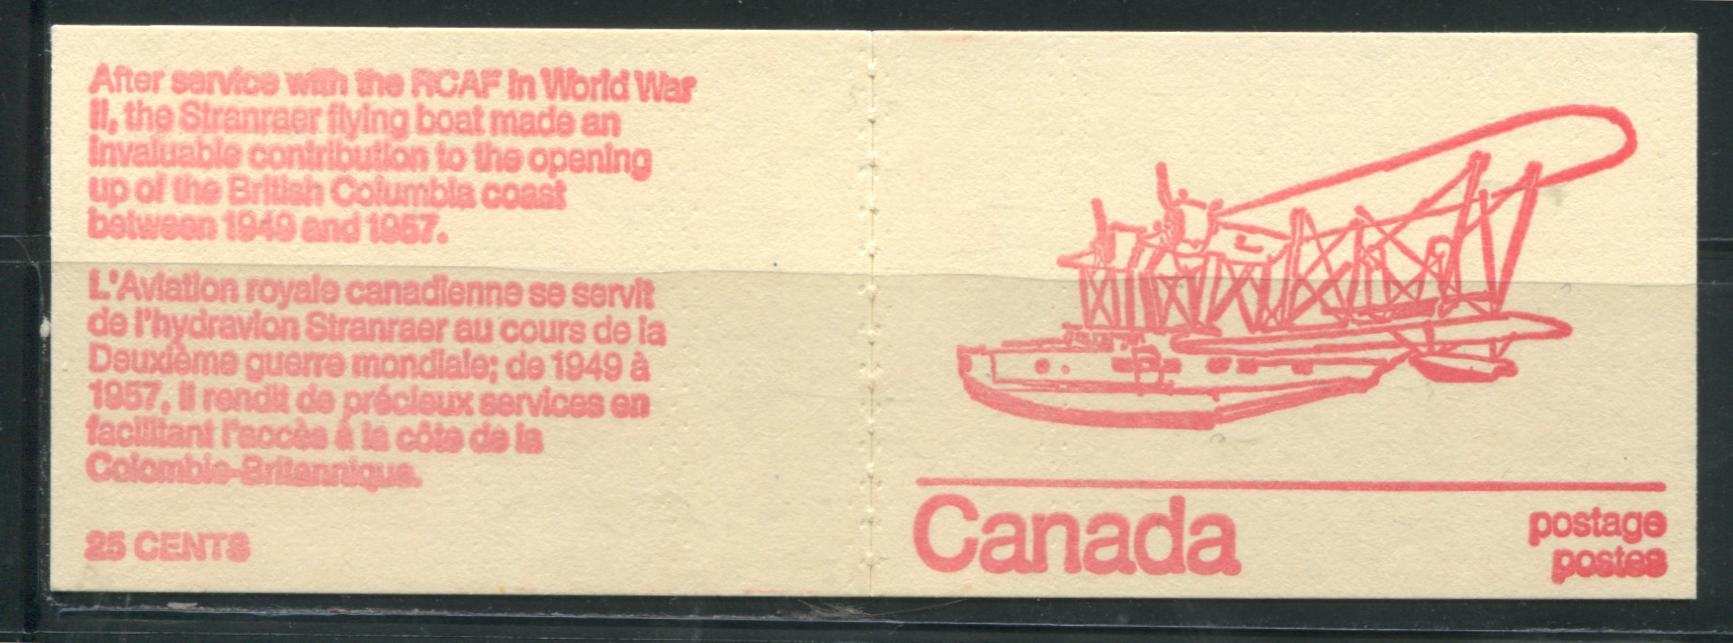 After service with the RCAF in World War
II, the Stranraer flying boat made an
invaluable contribution to the opening
up of the British Columbia coast
between 1949 and 1957.
L'Aviation royale canadienne se servit
de l'hydravion Stranraer au cours de la
Deuxième guerre mondiale; de 1949 à
1957, il rendit de précieux services en
facilitant l'accès à la côte de la
Colombie-Britannique.
25 CENTS
Canada
postage
postes